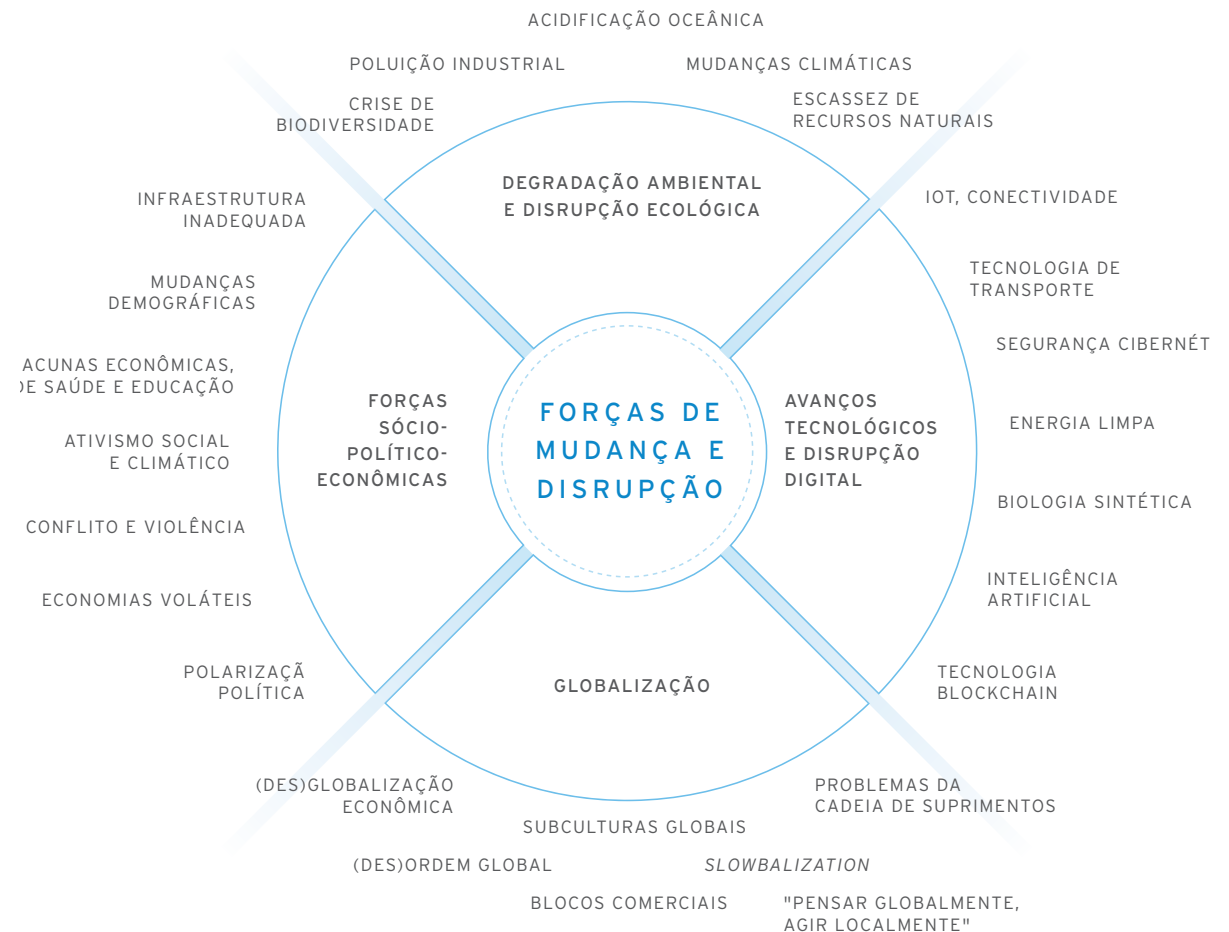 ACIDIFICAÇÃO OCEÂNICA
POLUIÇÃO INDUSTRIAL
MUDANÇAS CLIMÁTICAS
CRISE DE
BIODIVERSIDADE
ESCASSEZ DE
RECURSOS NATURAIS
DEGRADAÇÃO AMBIENTAL
E DISRUPÇÃO ECOLÓGICA
INFRAESTRUTURA
INADEQUADA
MUDANÇAS
DEMOGRÁFICAS
ACUNAS ECONÔMICAS,
DE SAÚDE E EDUCAÇÃO
ATIVISMO SOCIAL
E CLIMÁTICO
CONFLITO E VIOLÊNCIA
ECONOMIAS VOLÁTEIS
POLARIZAÇÃ
POLÍTICA
FORÇAS
SÓCIO-
POLÍTICO-
ECONÔMICAS
FORÇAS DE
MUDANÇA E
DISRUPÇÃO
AVANÇOS
TECNOLÓGICOS
E DISRUPÇÃO
DIGITAL
IOT, CONECTIVIDADE
TECNOLOGIA DE
TRANSPORTE
SEGURANÇA CIBERNÉT
ENERGIA LIMPA
BIOLOGIA SINTÉTICA
INTELIGÊNCIA
ARTIFICIAL
TECNOLOGIA
BLOCKCHAIN
GLOBALIZAÇÃO
(DES)GLOBALIZAÇÃO
ECONÔMICA
PROBLEMAS DA
CADEIA DE SUPRIMENTOS
SUBCULTURAS GLOBAIS
(DES)ORDEM GLOBAL
SLOWBALIZATION
BLOCOS COMERCIAIS
"PENSAR GLOBALMENTE,
AGIR LOCALMENTE"